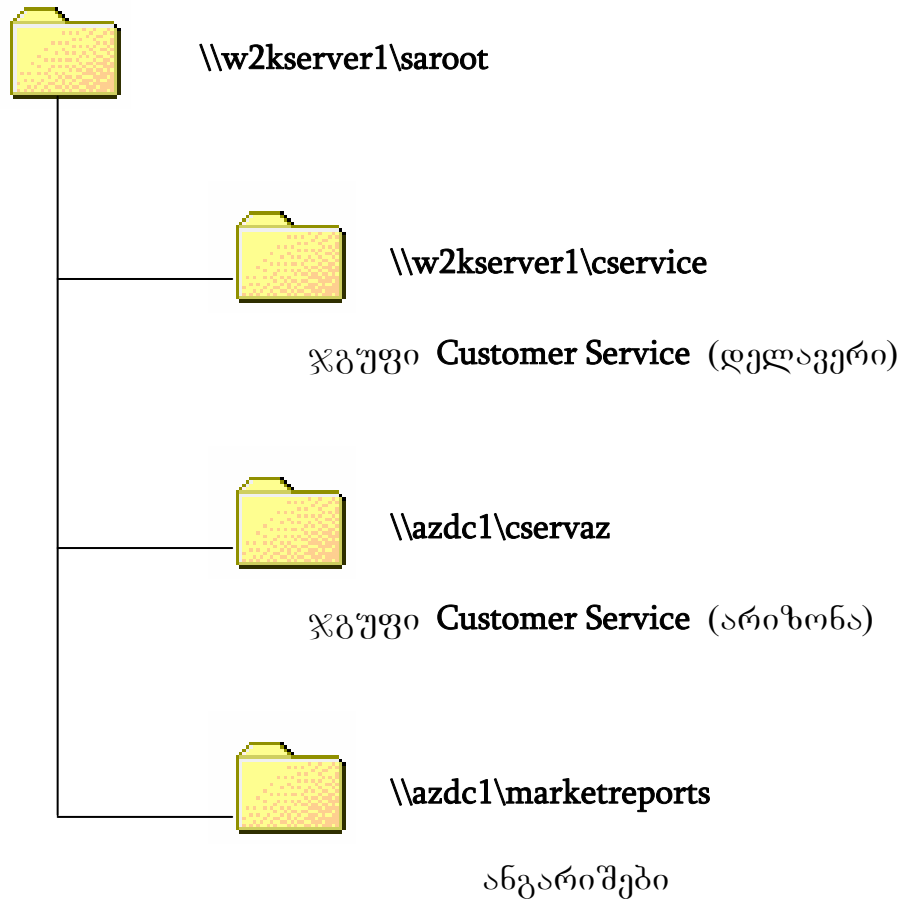 \\w2kserver1\saroot
\\w2kserver1\cservice
ჯგუფი Customer Service (დელავერი)
\\azdc1\cservaz
ჯგუფი Customer Service (არიზონა)
\\azdc1\marketreports
ანგარიშები